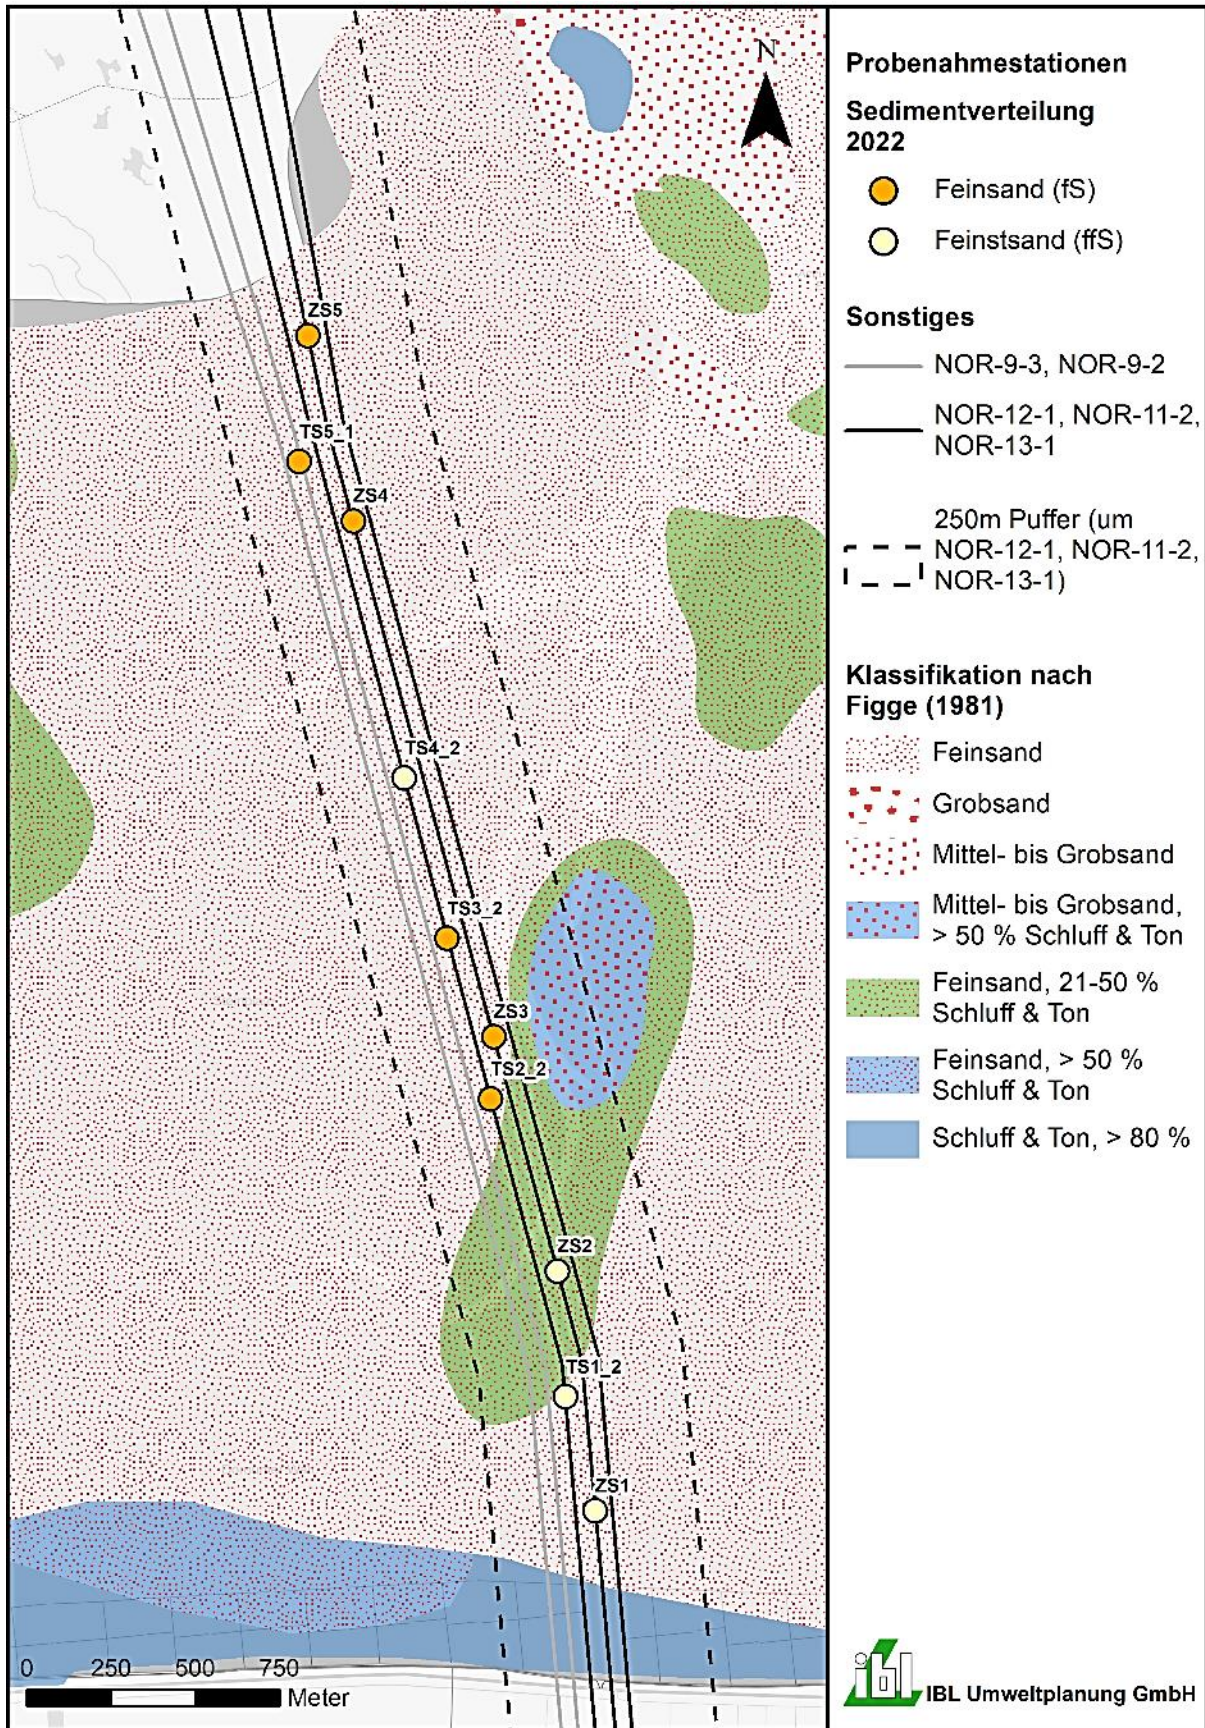 N
ZS5
TS5_1
ZS4
TS4_2
TS3_2
ZS3
TS2_2
ZS2
TS1_2
ZS1
0 250 500 750
Meter
Probenahmestationen
Sedimentverteilung
2022
Feinsand (fS)
Feinstsand (ffS)
Sonstiges
NOR-9-3, NOR-9-2
NOR-12-1, NOR-11-2,
NOR-13-1
250m Puffer (um
NOR-12-1, NOR-11-2,
NOR-13-1)
Klassifikation nach
Figge (1981)
Feinsand
Grobsand
Mittel- bis Grobsand
Mittel- bis Grobsand,
> 50 % Schluff & Ton
Feinsand, 21-50 %
Schluff & Ton
Feinsand, > 50 %
Schluff & Ton
Schluff & Ton, > 80 %
ibl
IBL Umweltplanung GmbH